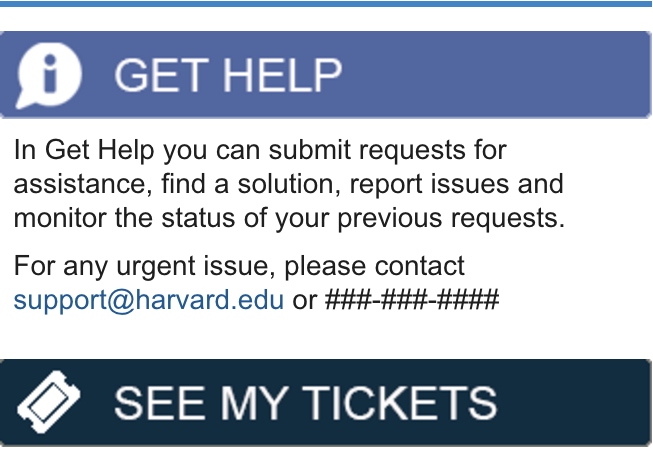 GET HELP
In Get Help you can submit requests for
assistance, find a solution, report issues and
monitor the status of your previous requests.
For any urgent issue, please contact
support@harvard.edu or ###-###-####
SEE MY TICKETS